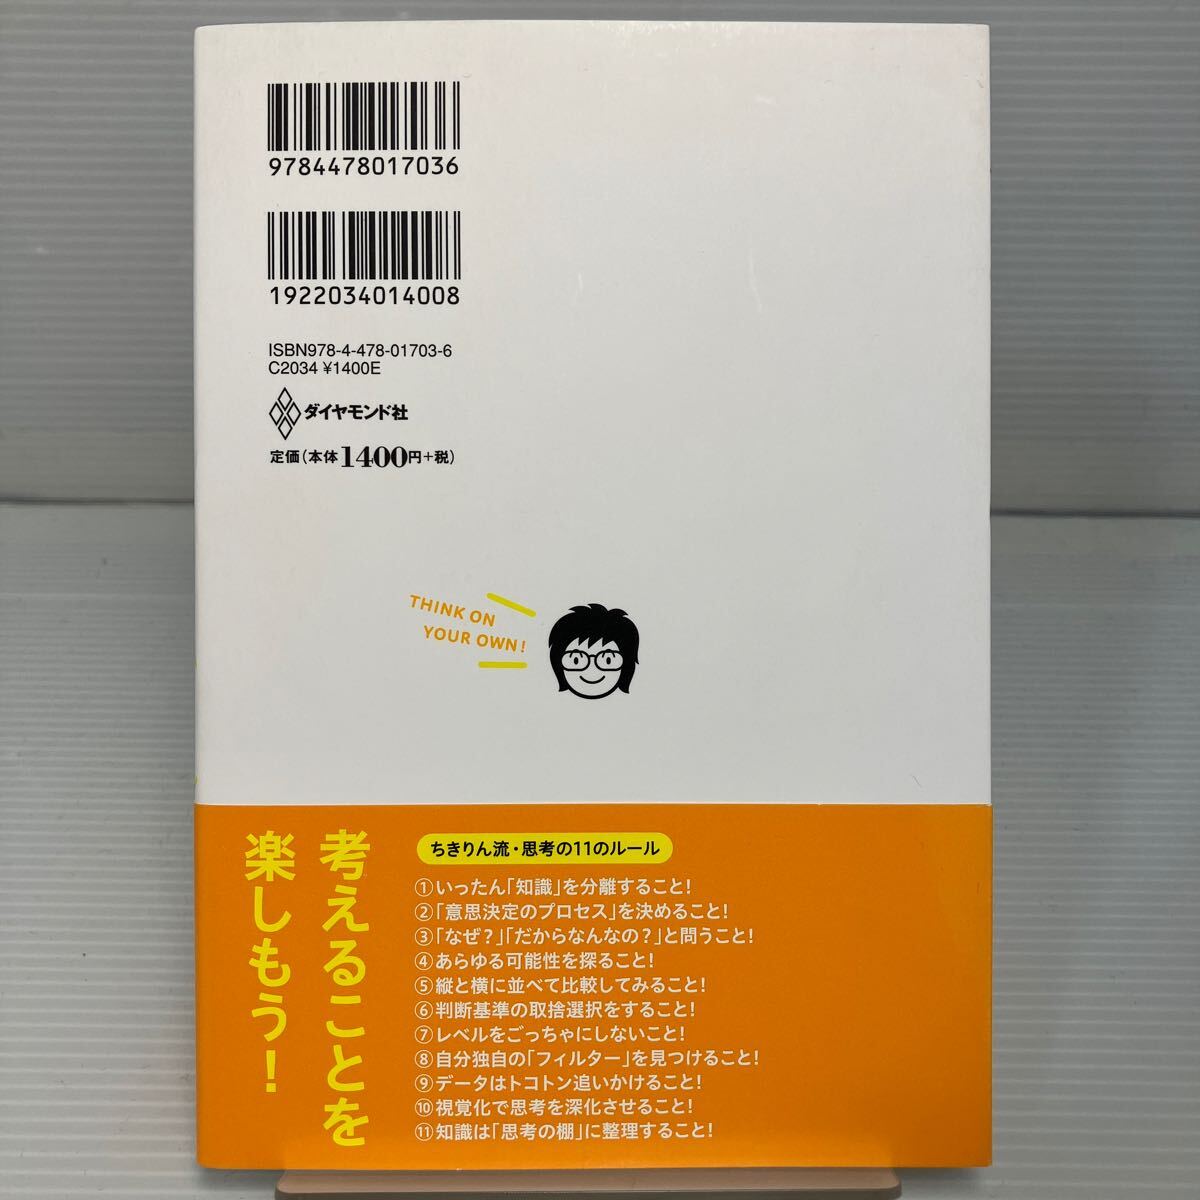 9784478017036
1922034014008
ISBN978-4-478-01703-6
C2034 ¥1400E
ダイヤモンド社
定価(本体1400円+税)
THINK ON
YOUR OWN!
考えることを
楽しもう!
ちきりん流・思考の11のルール
①いったん「知識」を分離すること!
②「意思決定のプロセス」を決めること!
③「なぜ?」「だからなんなの?」と問うこと!
④あらゆる可能性を探ること!
⑤縦と横に並べて比較してみること!
⑥判断基準の取捨選択をすること!
⑦レベルをごっちゃにしないこと!
⑧自分独自の「フィルター」を見つけること!
⑨データはトコトン追いかけること!
⑩視覚化で思考を深化させること!
⑪知識は「思考の棚」に整理すること!